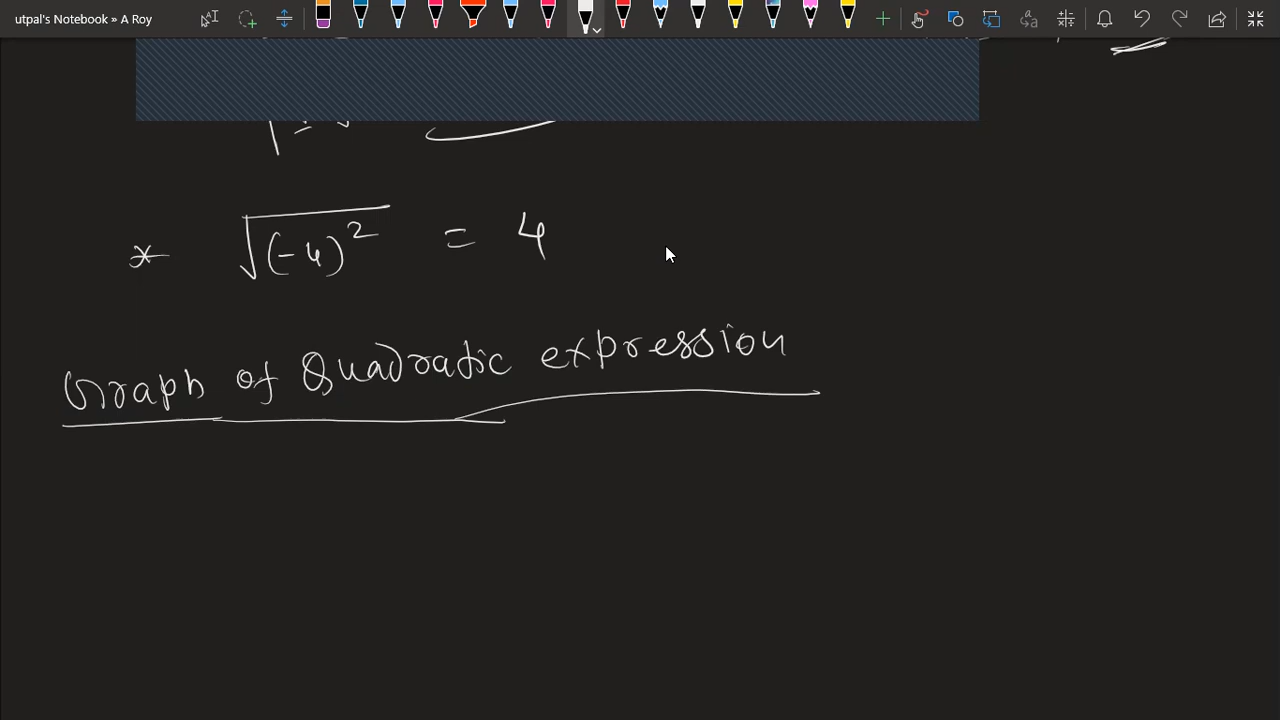 utpal's Notebook » A Roy
* √(-4)² = 4
Graph of Quadratic expression